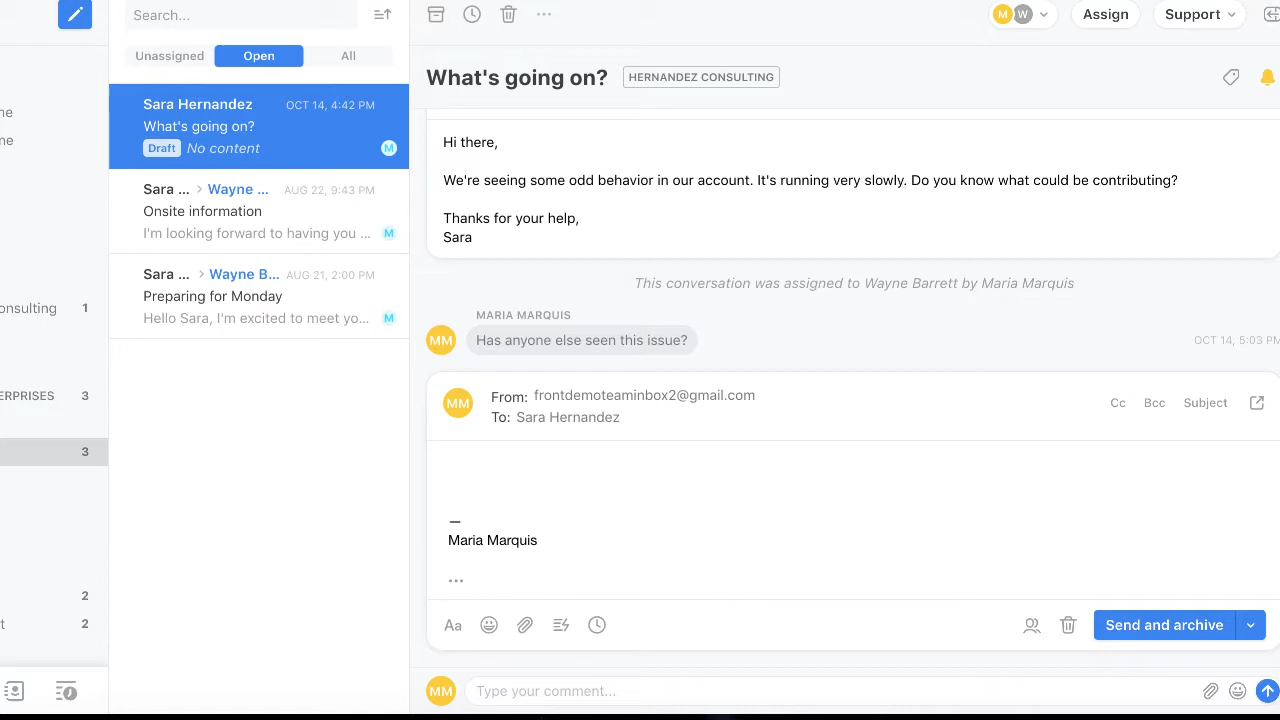 me
me
onsulting 1
ERPRISES 3
3
2
t 2
Search...
Unassigned Open All
Sara Hernandez OCT 14, 4:42 PM
What's going on?
Draft No content M
Sara ... > Wayne ... AUG 22, 9:43 PM
Onsite information
I'm looking forward to having you ... M
Sara ... > Wayne B... AUG 21, 2:00 PM
Preparing for Monday
Hello Sara, I'm excited to meet yo... M
M W Assign Support
What's going on? HERNANDEZ CONSULTING
Hi there,
We're seeing some odd behavior in our account. It's running very slowly. Do you know what could be contributing?
Thanks for your help,
Sara
This conversation was assigned to Wayne Barrett by Maria Marquis
MARIA MARQUIS
MM Has anyone else seen this issue? OCT 14, 5:03 PM
MM From: frontdemoteaminbox2@gmail.com
To: Sara Hernandez
Cc Bcc Subject
—
Maria Marquis
...
Aa Send and archive
MM Type your comment...